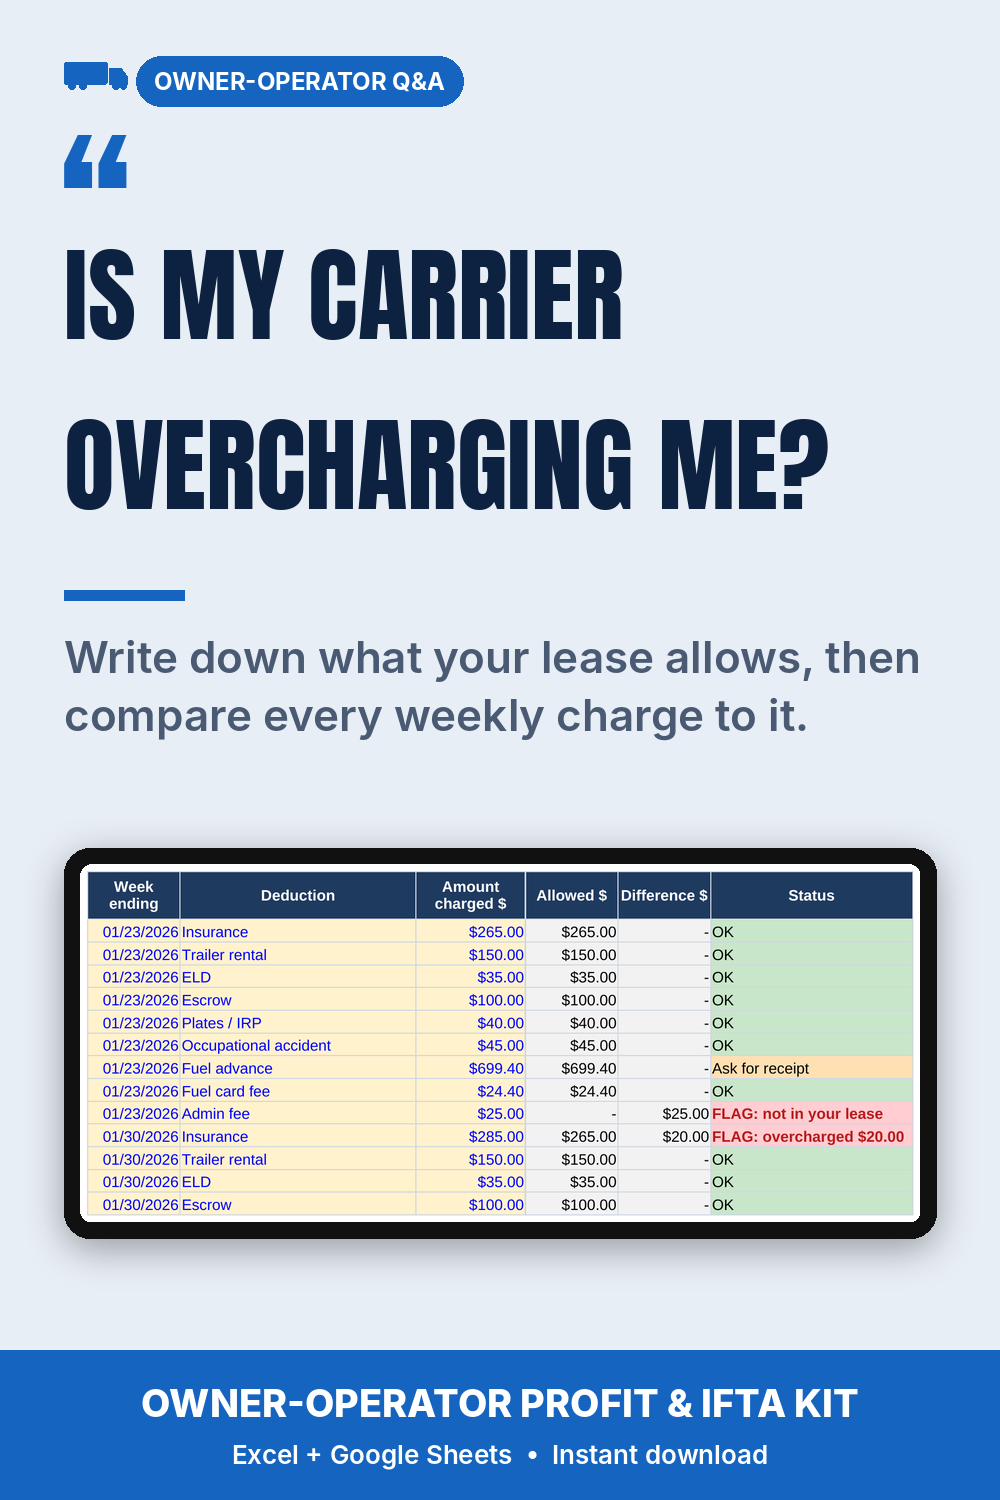 OWNER-OPERATOR Q&A
“
IS MY CARRIER
OVERCHARGING ME?
Write down what your lease allows, then
compare every weekly charge to it.
Week ending Deduction Amount charged $ Allowed $ Difference $ Status
01/23/2026 Insurance $265.00 $265.00 - OK
01/23/2026 Trailer rental $150.00 $150.00 - OK
01/23/2026 ELD $35.00 $35.00 - OK
01/23/2026 Escrow $100.00 $100.00 - OK
01/23/2026 Plates / IRP $40.00 $40.00 - OK
01/23/2026 Occupational accident $45.00 $45.00 - OK
01/23/2026 Fuel advance $699.40 $699.40 - Ask for receipt
01/23/2026 Fuel card fee $24.40 $24.40 - OK
01/23/2026 Admin fee $25.00 - $25.00 FLAG: not in your lease
01/30/2026 Insurance $285.00 $265.00 $20.00 FLAG: overcharged $20.00
01/30/2026 Trailer rental $150.00 $150.00 - OK
01/30/2026 ELD $35.00 $35.00 - OK
01/30/2026 Escrow $100.00 $100.00 - OK
OWNER-OPERATOR PROFIT & IFTA KIT
Excel + Google Sheets • Instant download